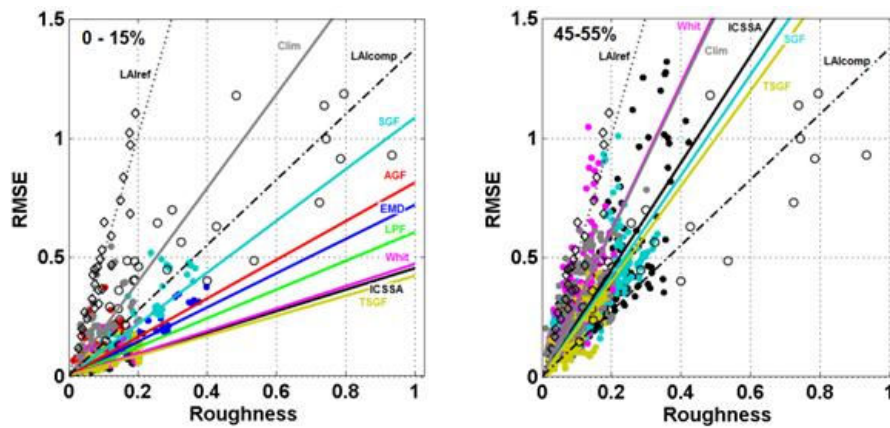 0 - 15%
LAIref
Clim
LAIcomp
SGF
AGF
EMD
LPF
Whit
ICSSA
TSGF
RMSE
1.5
1
0.5
0
0 0.2 0.4 0.6 0.8 1
Roughness
45-55%
LAIref
Whit
Clim
ICSSA
SGF
TSGF
LAIcomp
RMSE
1.5
1
0.5
0
0 0.2 0.4 0.6 0.8 1
Roughness